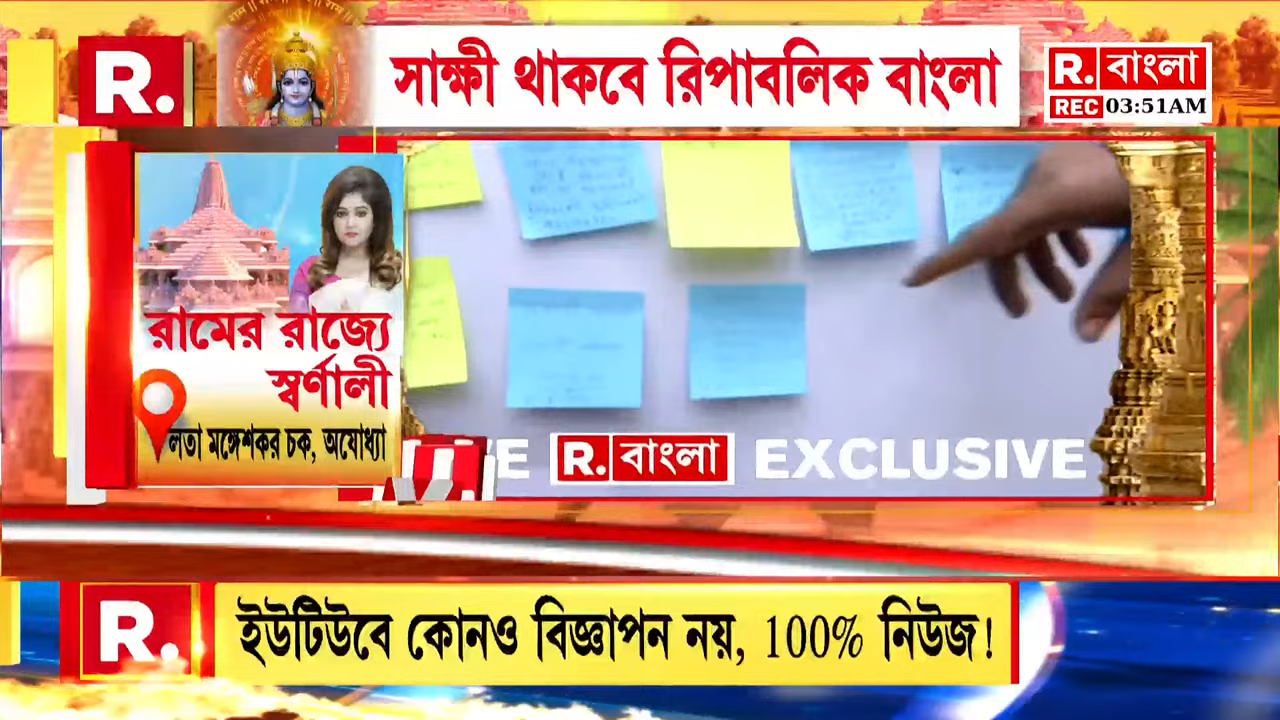 R.
সাক্ষী থাকবে রিপাবলিক বাংলা
R. বাংলা
REC 03:51AM
রামের রাজ্যে
স্বর্ণালী
লতা মঙ্গেশকর চক, অযোধ্যা
R. বাংলা EXCLUSIVE
R.
ইউটিউবে কোনও বিজ্ঞাপন নয়, 100% নিউজ!